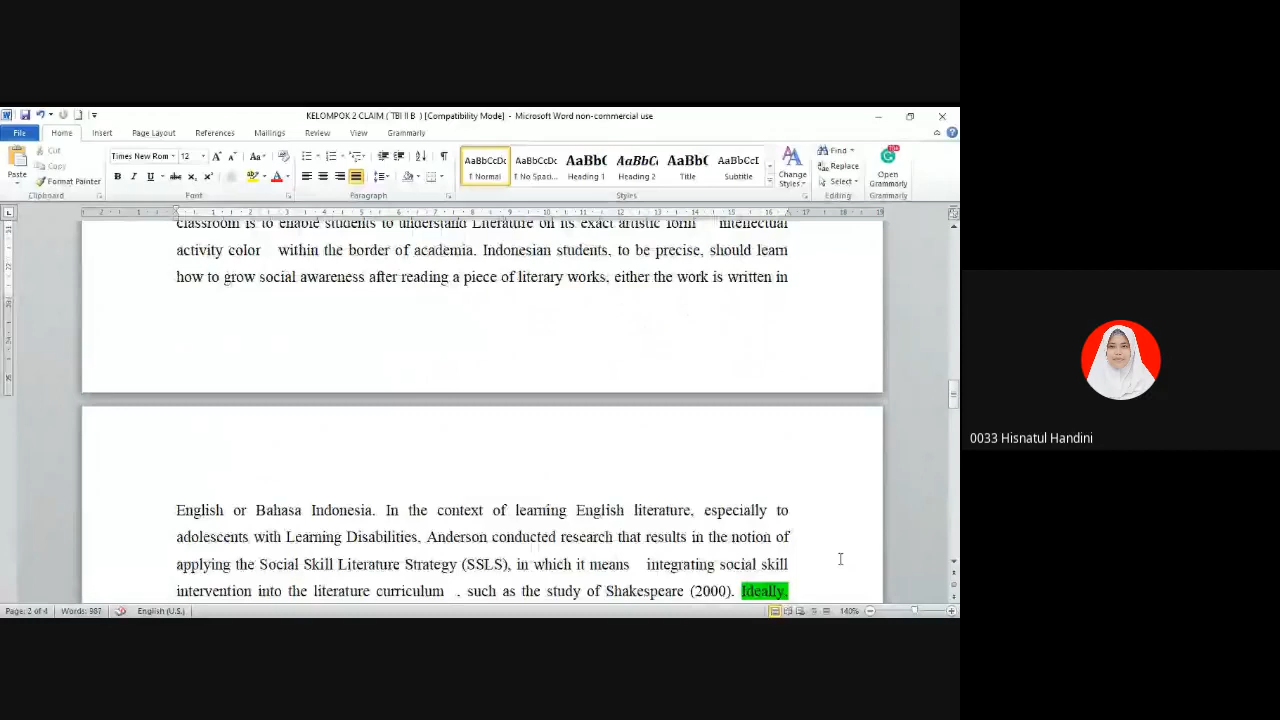 KELOMPOK 2 CLAIM ( TBI II B ) [Compatibility Mode] - Microsoft Word non-commercial use
File Home Insert Page Layout References Mailings Review View Grammarly
Paste
Cut
Copy
Format Painter
Clipboard
Times New Rom 12
Font
Paragraph
AaBbCcDc AaBbCcDc AaBbC AaBbCc AaBbC AaBbCcI
¶ Normal ¶ No Spaci... Heading 1 Heading 2 Title Subtitle
Styles
Change Styles
Find
Replace
Select
Editing
Open Grammarly
Grammarly
classroom is to enable students to understand Literature on its exact artistic form intellectual
activity color within the border of academia. Indonesian students, to be precise, should learn
how to grow social awareness after reading a piece of literary works, either the work is written in
English or Bahasa Indonesia. In the context of learning English literature, especially to
adolescents with Learning Disabilities, Anderson conducted research that results in the notion of
applying the Social Skill Literature Strategy (SSLS), in which it means integrating social skill
intervention into the literature curriculum . such as the study of Shakespeare (2000). Ideally,
Page: 2 of 4 Words: 987 English (U.S.) 140%
0033 Hisnatul Handini